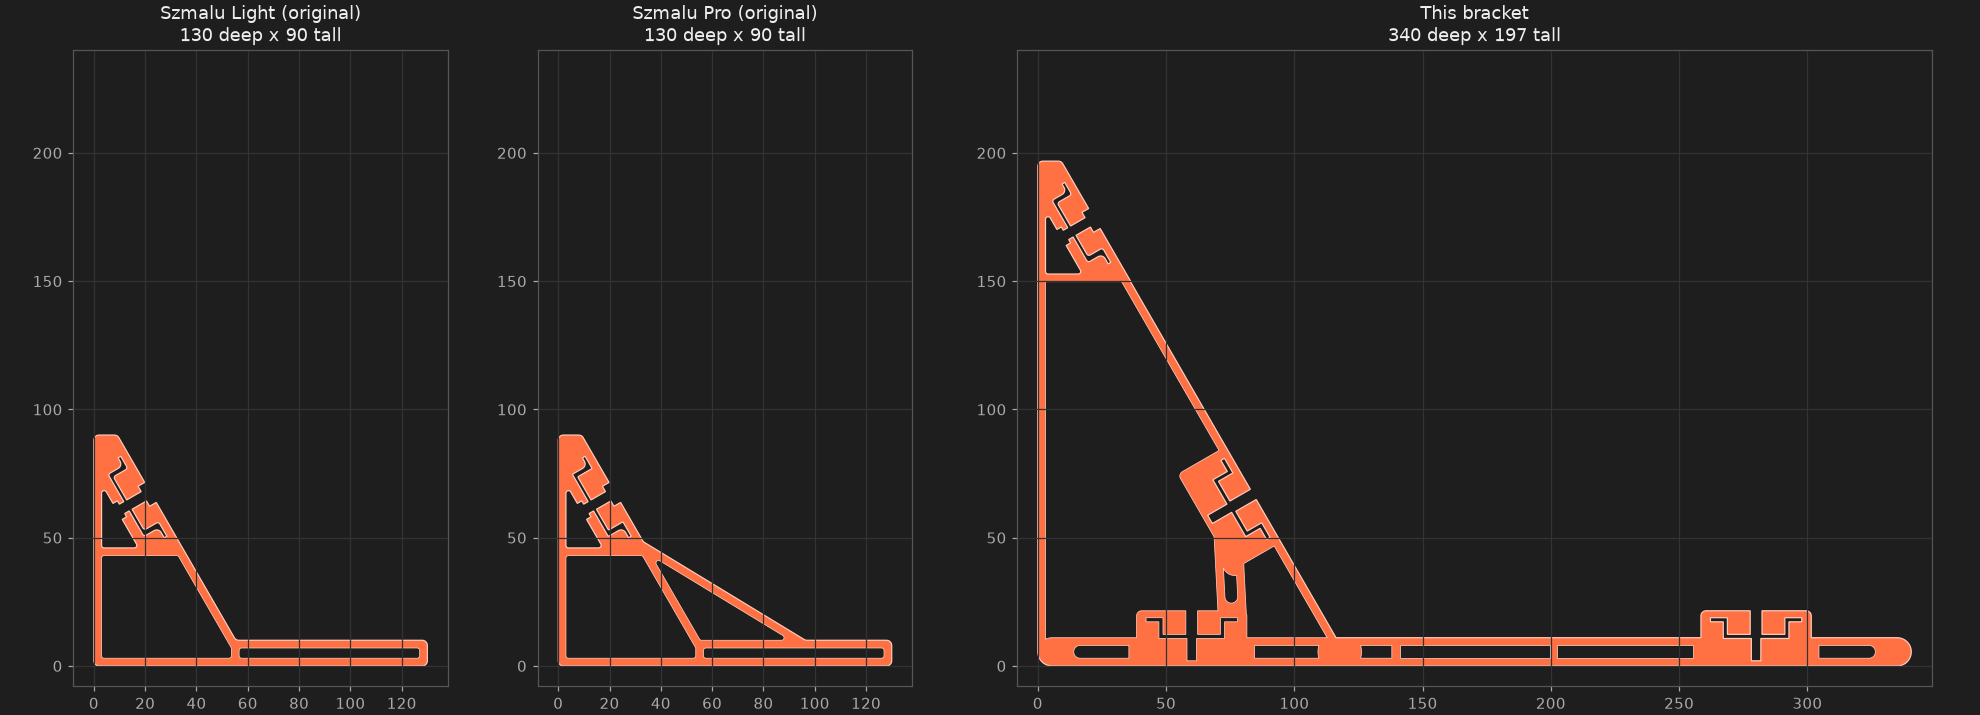 Szmalu Light (original)
130 deep x 90 tall
Szmalu Pro (original)
130 deep x 90 tall
This bracket
340 deep x 197 tall
200
150
100
50
0
0 20 40 60 80 100 120
200
150
100
50
0
0 20 40 60 80 100 120
200
150
100
50
0
0 50 100 150 200 250 300